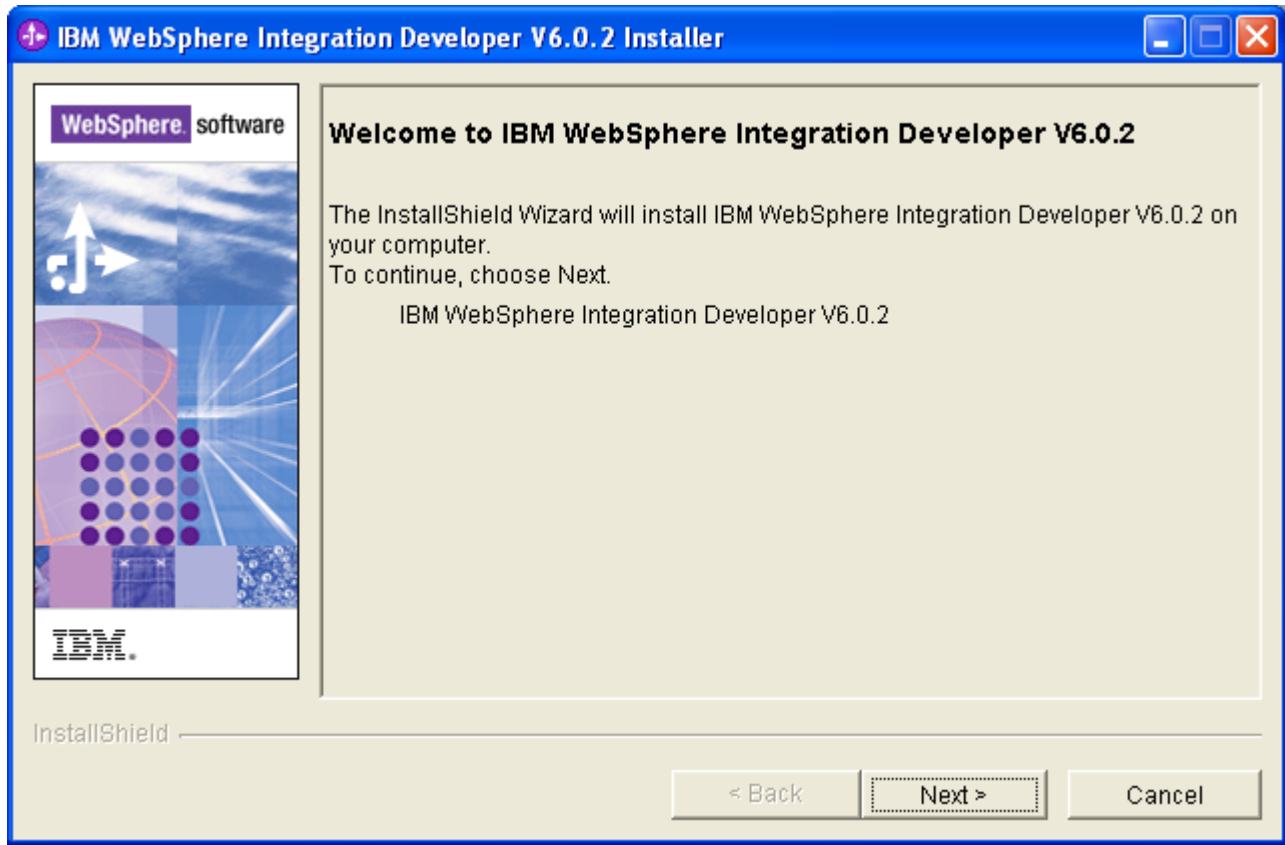 IBM WebSphere Integration Developer V6.0.2 Installer
WebSphere. software
Welcome to IBM WebSphere Integration Developer V6.0.2
The InstallShield Wizard will install IBM WebSphere Integration Developer V6.0.2 on
your computer.
To continue, choose Next.
IBM WebSphere Integration Developer V6.0.2
IBM.
InstallShield
< Back
Next >
Cancel